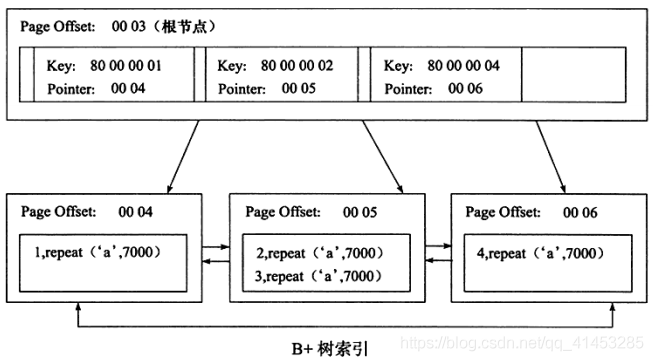 Page Offset: 00 03（根节点）
Key: 80 00 00 01 Key: 80 00 00 02 Key: 80 00 00 04
Pointer: 00 04 Pointer: 00 05 Pointer: 00 06
Page Offset: 00 04 Page Offset: 00 05 Page Offset: 00 06
1,repeat（‘a’,7000） 2,repeat（‘a’,7000） 4,repeat（‘a’,7000）
3,repeat（‘a’,7000）
B+ 树索引
https://blog.csdn.net/qq_41453285